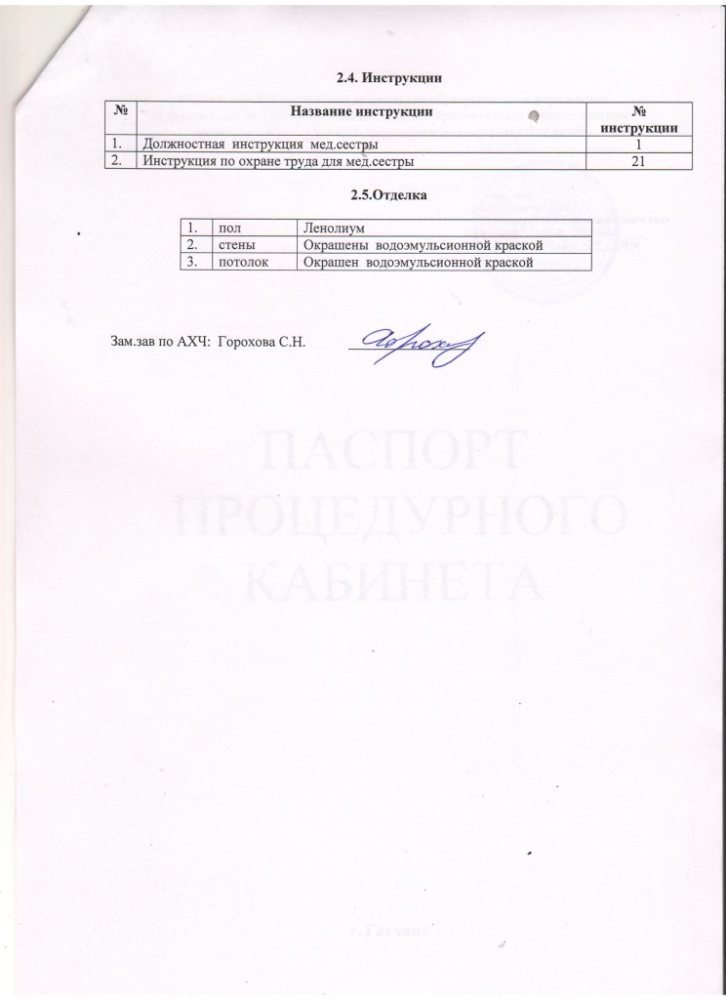 2.4. Инструкции
№ Название инструкции № инструкции
1. Должностная инструкция мед.сестры 1
2. Инструкция по охране труда для мед.сестры 21
2.5.Отделка
1. пол Ленолиум
2. стены Окрашены водоэмульсионной краской
3. потолок Окрашен водоэмульсионной краской
Зам.зав по АХЧ: Горохова С.Н.
ПАСПОРТ
ПРОЦЕДУРНОГО
КАБИНЕТА
г. Гатчина